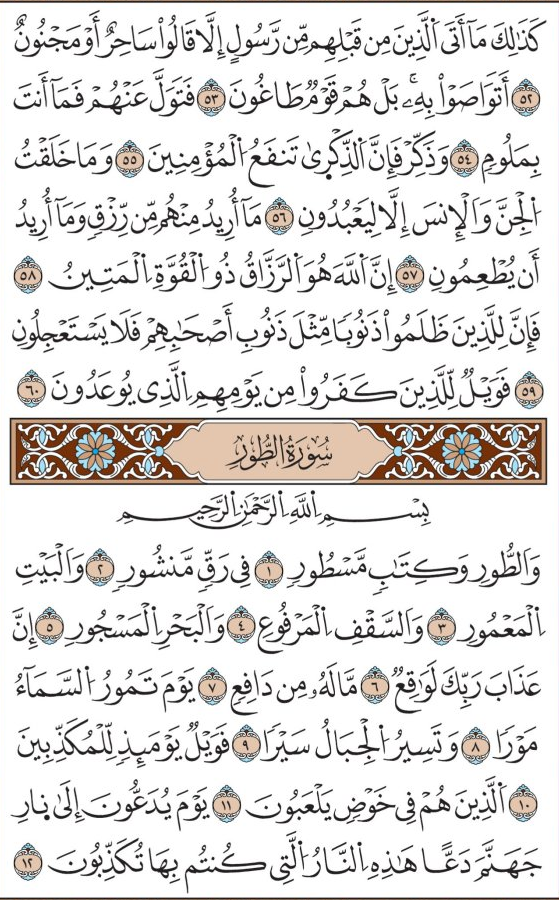 كَذَٰلِكَ مَآ أَتَى ٱلَّذِينَ مِن قَبْلِهِم مِّن رَّسُولٍ إِلَّا قَالُوا۟ سَاحِرٌ أَوْ مَجْنُونٌ
٥٢ أَتَوَاصَوْا۟ بِهِۦۚ بَلْ هُمْ قَوْمٌ طَاغُونَ ٥٣ فَتَوَلَّ عَنْهُمْ فَمَآ أَنتَ
بِمَلُومٍ ٥٤ وَذَكِّرْ فَإِنَّ ٱلذِّكْرَىٰ تَنفَعُ ٱلْمُؤْمِنِينَ ٥٥ وَمَا خَلَقْتُ
ٱلْجِنَّ وَٱلْإِنسَ إِلَّا لِيَعْبُدُونِ ٥٦ مَآ أُرِيدُ مِنْهُم مِّن رِّزْقٍ وَمَآ أُرِيدُ
أَن يُطْعِمُونِ ٥٧ إِنَّ ٱللَّهَ هُوَ ٱلرَّزَّاقُ ذُو ٱلْقُوَّةِ ٱلْمَتِينُ ٥٨
فَإِنَّ لِلَّذِينَ ظَلَمُوا۟ ذَنُوبًا مِّثْلَ ذَنُوبِ أَصْحَٰبِهِمْ فَلَا يَسْتَعْجِلُونِ
٥٩ فَوَيْلٌ لِّلَّذِينَ كَفَرُوا۟ مِن يَوْمِهِمِ ٱلَّذِى يُوعَدُونَ ٦٠
سُورَةُ الطُّورِ
بِسْمِ ٱللَّهِ ٱلرَّحْمَٰنِ ٱلرَّحِيمِ
وَٱلطُّورِ وَكِتَٰبٍ مَّسْطُورٍ ١ فِى رَقٍّ مَّنشُورٍ ٢ وَٱلْبَيْتِ
ٱلْمَعْمُورِ ٣ وَٱلسَّقْفِ ٱلْمَرْفُوعِ ٤ وَٱلْبَحْرِ ٱلْمَسْجُورِ ٥ إِنَّ
عَذَابَ رَبِّكَ لَوَٰقِعٌ ٦ مَّا لَهُۥ مِن دَافِعٍ ٧ يَوْمَ تَمُورُ ٱلسَّمَآءُ
مَوْرًا ٨ وَتَسِيرُ ٱلْجِبَالُ سَيْرًا ٩ فَوَيْلٌ يَوْمَئِذٍ لِّلْمُكَذِّبِينَ
١٠ ٱلَّذِينَ هُمْ فِى خَوْضٍ يَلْعَبُونَ ١١ يَوْمَ يُدَعُّونَ إِلَىٰ نَارِ
جَهَنَّمَ دَعًّا هَٰذِهِ ٱلنَّارُ ٱلَّتِى كُنتُم بِهَا تُكَذِّبُونَ ١٢